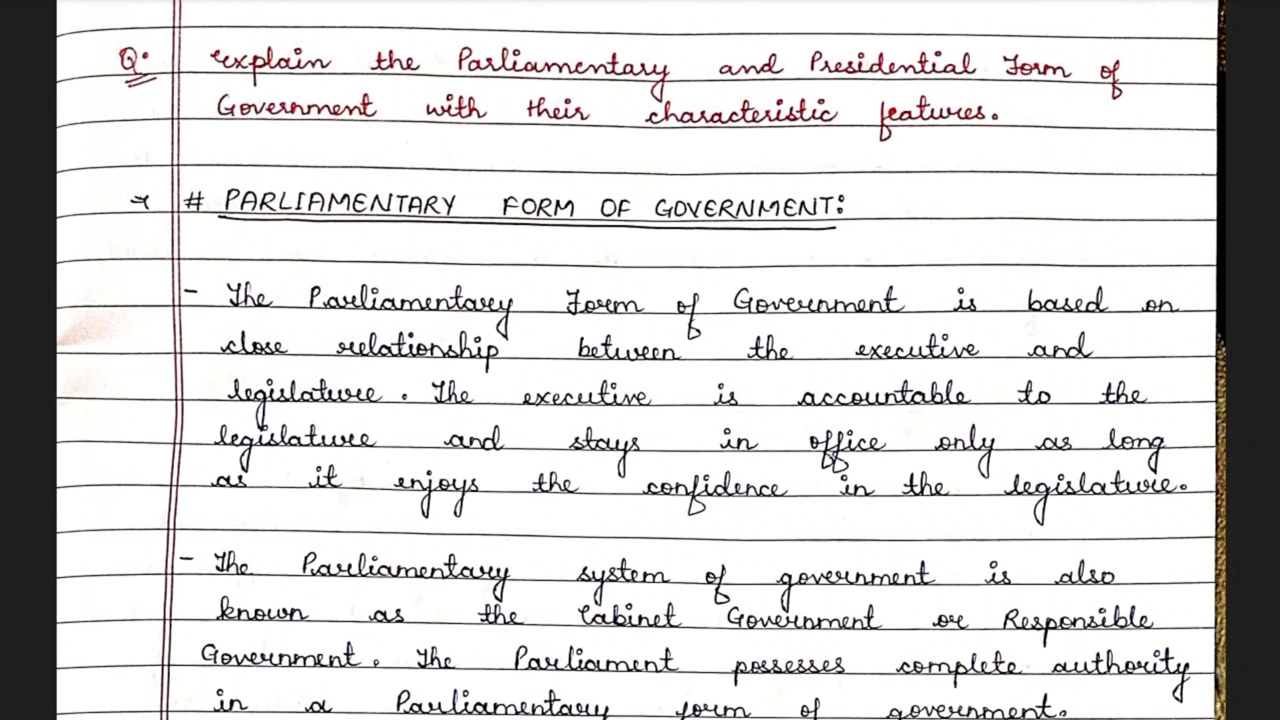 Q. explain the Parliamentary and Presidential Form of
Government with their characteristic features.
→ # PARLIAMENTARY FORM OF GOVERNMENT:
- The Parliamentary Form of Government is based on
close relationship between the executive and
legislature. The executive is accountable to the
legislature and stays in office only as long
as it enjoys the confidence in the legislature.
- The Parliamentary system of government is also
known as the Cabinet Government or Responsible
Government. The Parliament possesses complete authority
in a Parliamentary form of government.